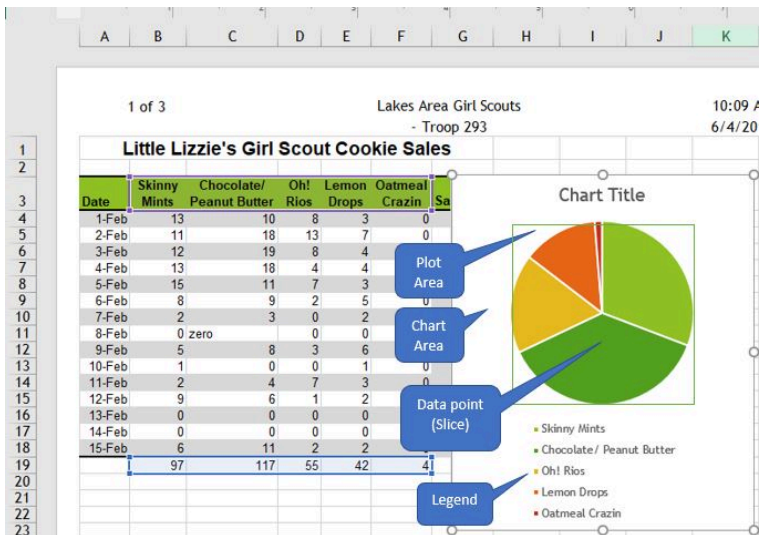 A B C D E F G H I J K
1 of 3 Lakes Area Girl Scouts 10:09 A
- Troop 293 6/4/20
1 Little Lizzie's Girl Scout Cookie Sales
2
Skinny Chocolate/ Oh! Lemon Oatmeal Chart Title
3 Date Mints Peanut Butter Rios Drops Crazin Sa
4 1-Feb 13 10 8 3 0
5 2-Feb 11 18 13 7 0
6 3-Feb 12 19 8 4
7 4-Feb 13 18 4 4
8 5-Feb 15 11 7 3
9 6-Feb 8 9 2 5 0
10 7-Feb 2 3 0 2
11 8-Feb 0 zero 0 0
12 9-Feb 5 8 3 6
13 10-Feb 1 0 0 1 0
14 11-Feb 2 4 7 3 0
15 12-Feb 9 6 1 2
16 13-Feb 0 0 0 0
17 14-Feb 0 0 0 0
18 15-Feb 6 11 2 2
19 97 117 55 42 4
20
21
22
23
Plot
Area
Chart
Area
Data point
(Slice)
Legend
Skinny Mints
Chocolate/ Peanut Butter
Oh! Rios
Lemon Drops
Oatmeal Crazin